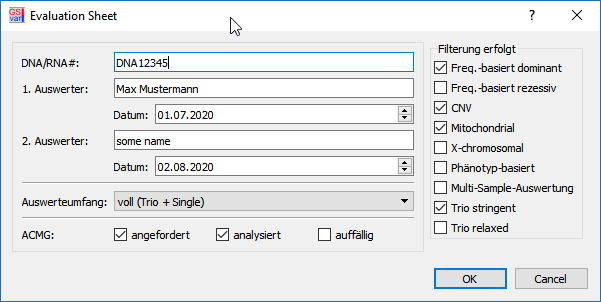 GSvar Evaluation Sheet
DNA/RNA#: DNA12345
1. Auswerter: Max Mustermann
Datum: 01.07.2020
2. Auswerter: some name
Datum: 02.08.2020
Auswerteumfang: voll (Trio + Single)
ACMG: angefordert analysiert auffällig
Filterung erfolgt
Freq.-basiert dominant
Freq.-basiert rezessiv
CNV
Mitochondrial
X-chromosomal
Phänotyp-basiert
Multi-Sample-Auswertung
Trio stringent
Trio relaxed
OK Cancel